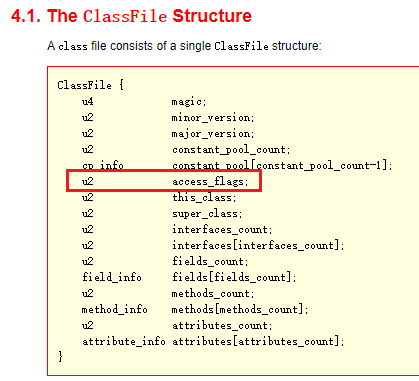 4.1. The ClassFile Structure
A class file consists of a single ClassFile structure:
ClassFile {
u4 magic;
u2 minor_version;
u2 major_version;
u2 constant_pool_count;
cp_info constant_pool[constant_pool_count-1];
u2 access_flags;
u2 this_class;
u2 super_class;
u2 interfaces_count;
u2 interfaces[interfaces_count];
u2 fields_count;
field_info fields[fields_count];
u2 methods_count;
method_info methods[methods_count];
u2 attributes_count;
attribute_info attributes[attributes_count];
}